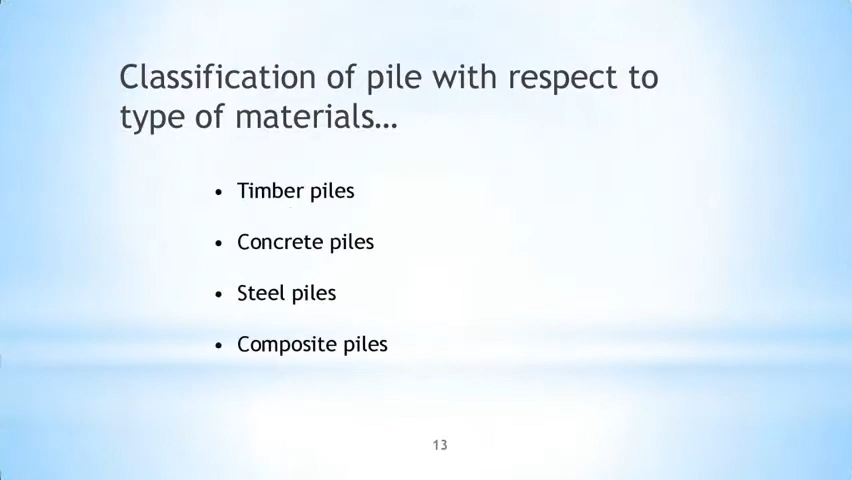 Classification of pile with respect to
type of materials…
• Timber piles
• Concrete piles
• Steel piles
• Composite piles
13